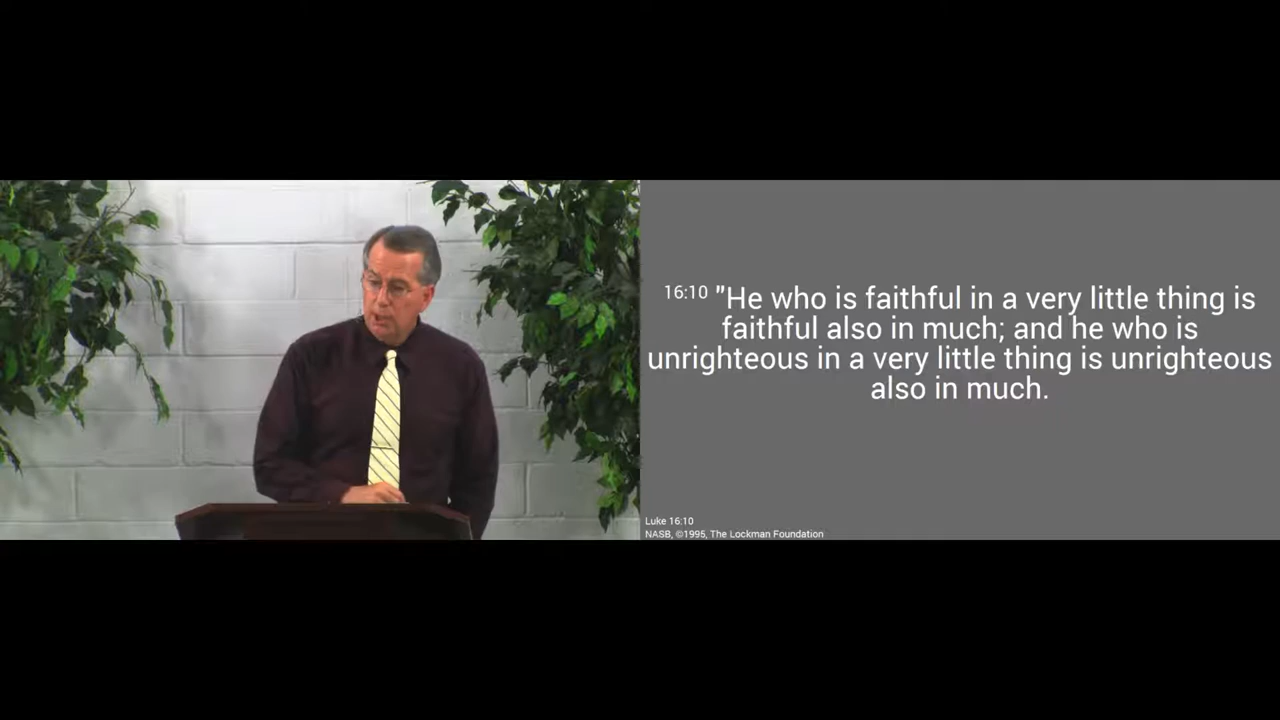 16:10 "He who is faithful in a very little thing is
faithful also in much; and he who is
unrighteous in a very little thing is unrighteous
also in much.
Luke 16:10
NASB, ©1995, The Lockman Foundation